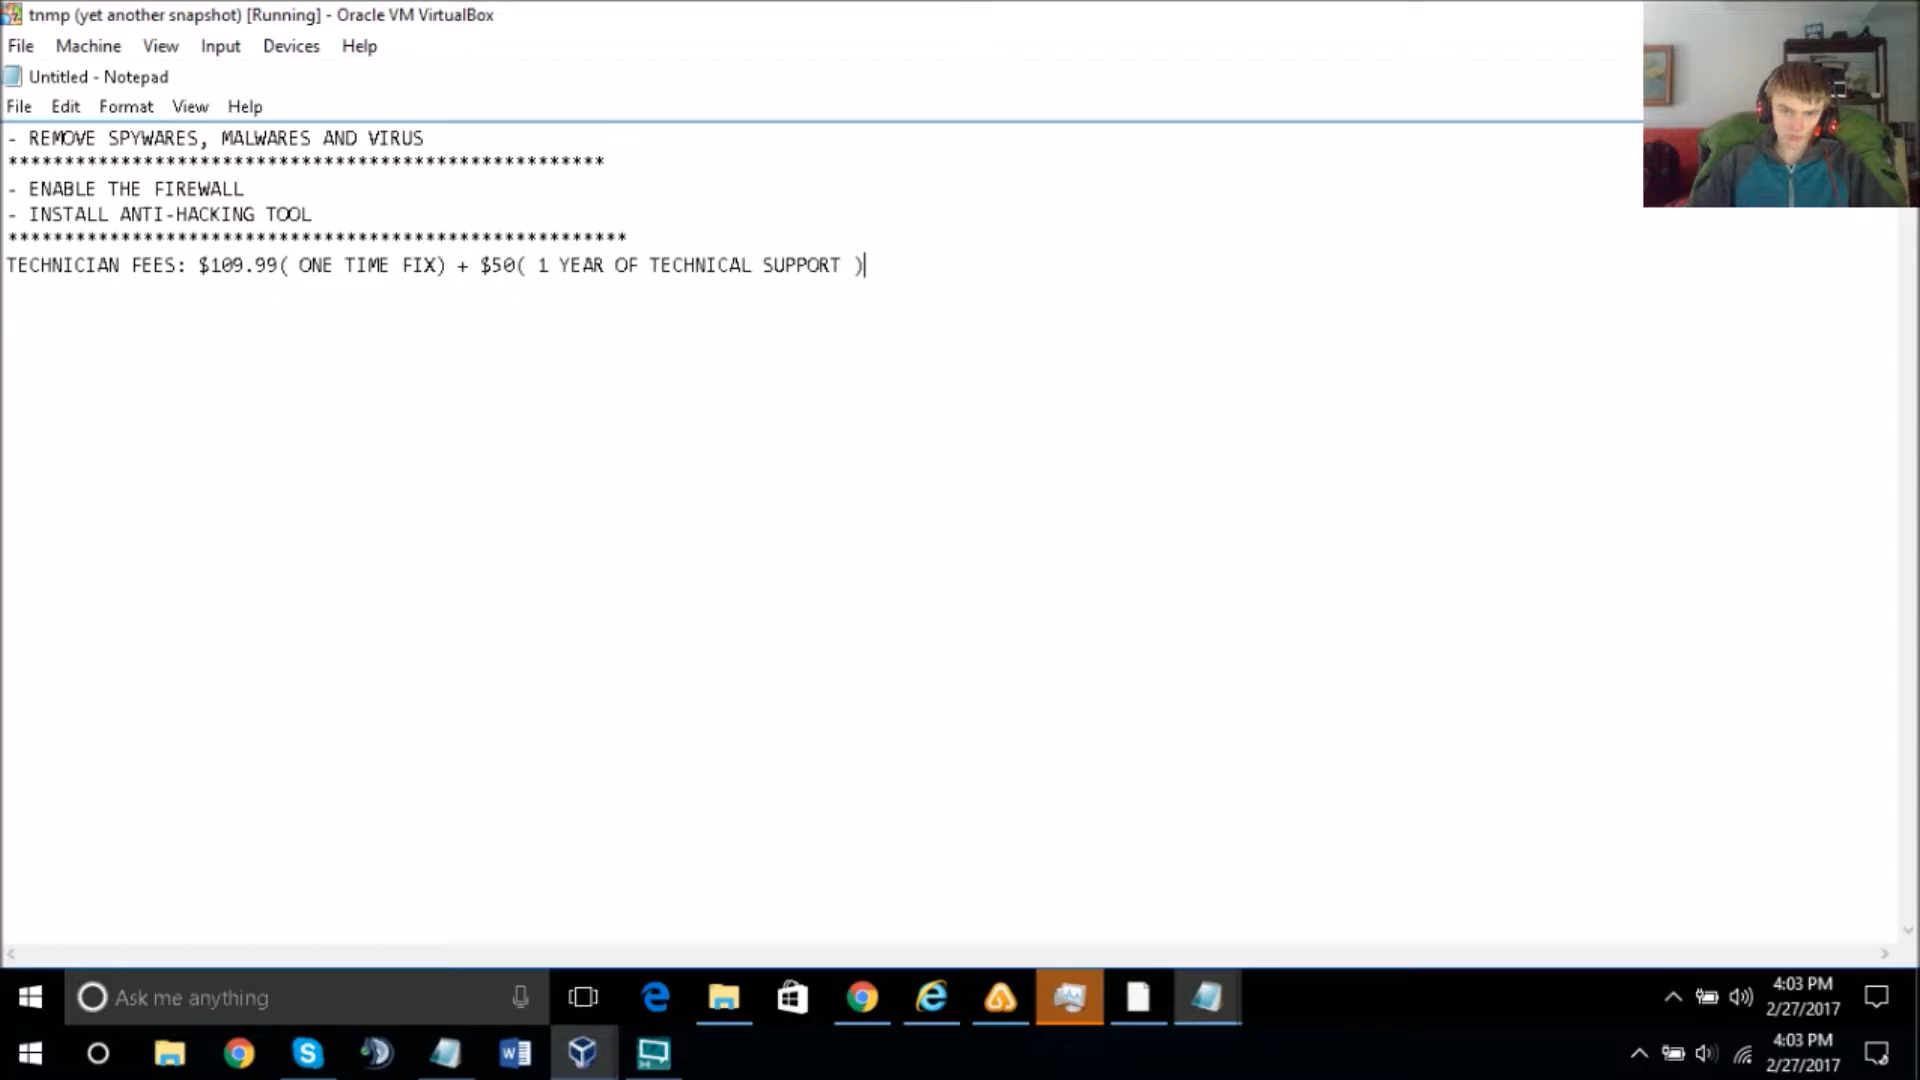 tnmp (yet another snapshot) [Running] - Oracle VM VirtualBox
File Machine View Input Devices Help
Untitled - Notepad
File Edit Format View Help
- REMOVE SPYWARES, MALWARES AND VIRUS
*****************************************************
- ENABLE THE FIREWALL
- INSTALL ANTI-HACKING TOOL
*******************************************************
TECHNICIAN FEES: $109.99( ONE TIME FIX) + $50( 1 YEAR OF TECHNICAL SUPPORT )
Ask me anything
4:03 PM
2/27/2017
4:03 PM
2/27/2017